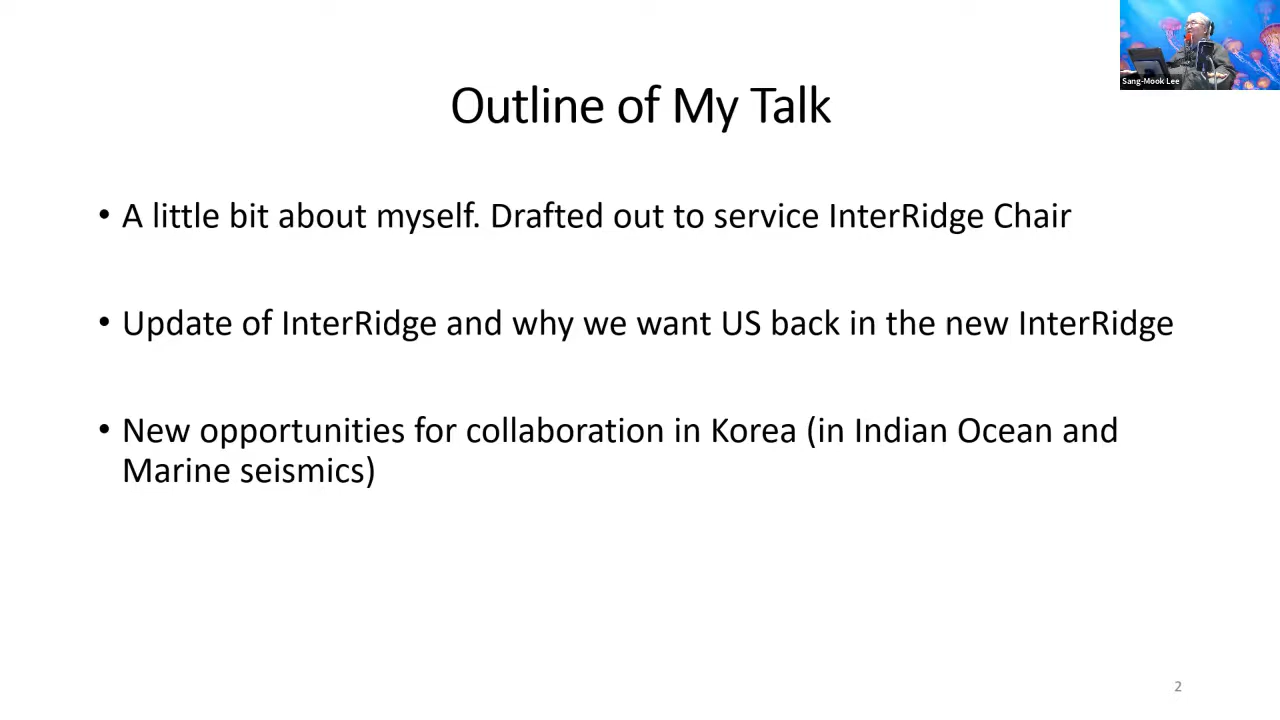 Sang-Mook Lee
Outline of My Talk
• A little bit about myself. Drafted out to service InterRidge Chair
• Update of InterRidge and why we want US back in the new InterRidge
• New opportunities for collaboration in Korea (in Indian Ocean and
Marine seismics)
2